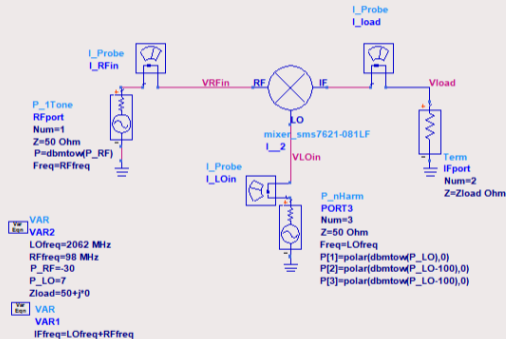 I_Probe
I_RFin
I_Probe
I_load
VRFin
RF
IF
LO
Vload
mixer_sms7621-081LF
I__2
VLOin
P_1Tone
RFport
Num=1
Z=50 Ohm
P=dbmtow(P_RF)
Freq=RFfreq
Term
IFport
Num=2
Z=Zload Ohm
I_Probe
I_LOin
P_nHarm
PORT3
Num=3
Z=50 Ohm
Freq=LOfreq
P[1]=polar(dbmtow(P_LO),0)
P[2]=polar(dbmtow(P_LO-100),0)
P[3]=polar(dbmtow(P_LO-100),0)
Var
Eqn
VAR
VAR2
LOfreq=2062 MHz
RFfreq=98 MHz
P_RF=-30
P_LO=7
Zload=50+j*0
Var
Eqn
VAR
VAR1
IFfreq=LOfreq+RFfreq